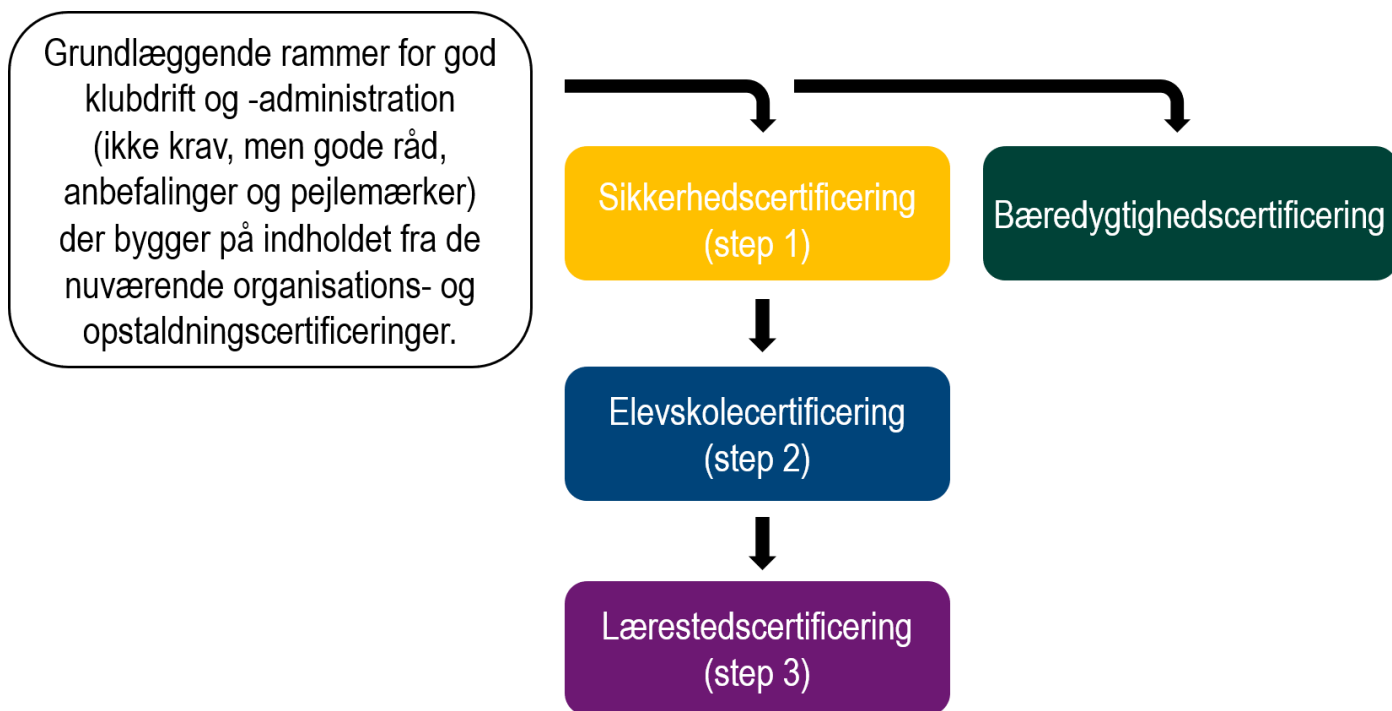 Grundlæggende rammer for god
klubdrift og -administration
(ikke krav, men gode råd,
anbefalinger og pejlemærker)
der bygger på indholdet fra de
nuværende organisations- og
opstaldningscertificeringer.
Sikkerhedscertificering
(step 1)
Bæredygtighedscertificering
Elevskolecertificering
(step 2)
Lærestedscertificering
(step 3)